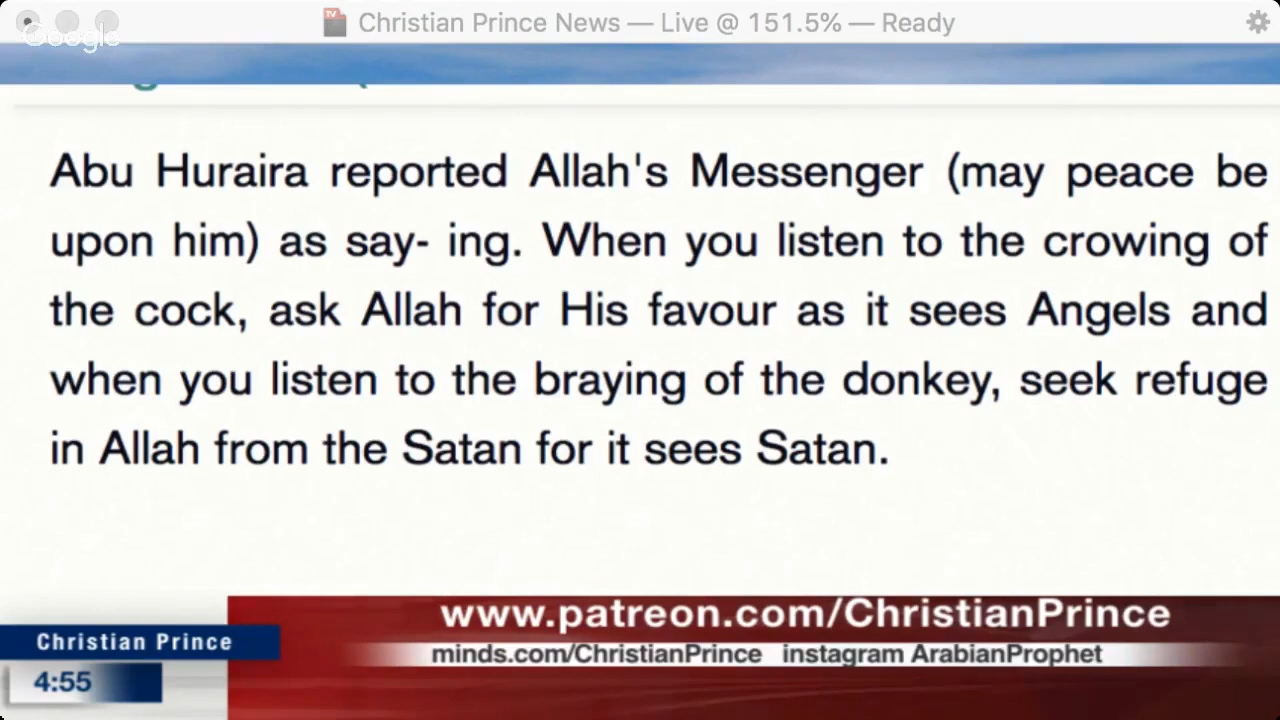 Christian Prince News — Live @ 151.5% — Ready
Google
Abu Huraira reported Allah's Messenger (may peace be
upon him) as say- ing. When you listen to the crowing of
the cock, ask Allah for His favour as it sees Angels and
when you listen to the braying of the donkey, seek refuge
in Allah from the Satan for it sees Satan.
www.patreon.com/ChristianPrince
Christian Prince
minds.com/ChristianPrince instagram ArabianProphet
4:55